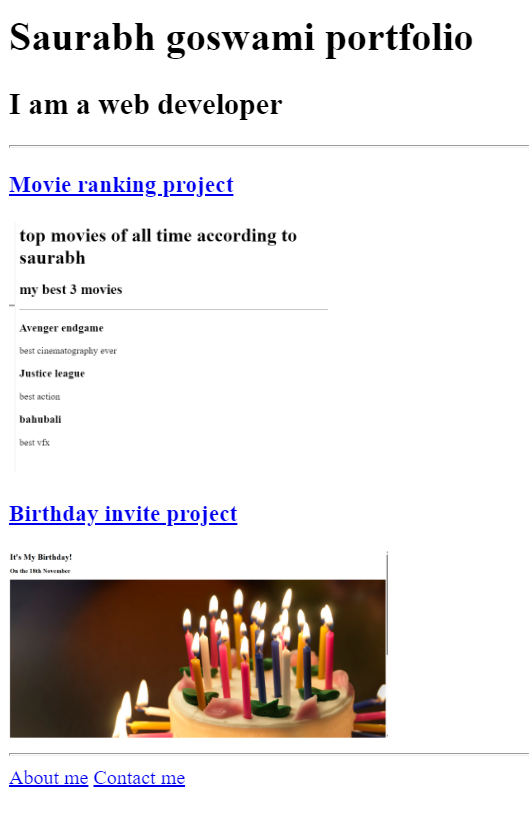 Saurabh goswami portfolio
I am a web developer
Movie ranking project
top movies of all time according to
saurabh
my best 3 movies
Avenger endgame
best cinematography ever
Justice league
best action
bahubali
best vfx
Birthday invite project
It's My Birthday!
On the 18th November
About me Contact me